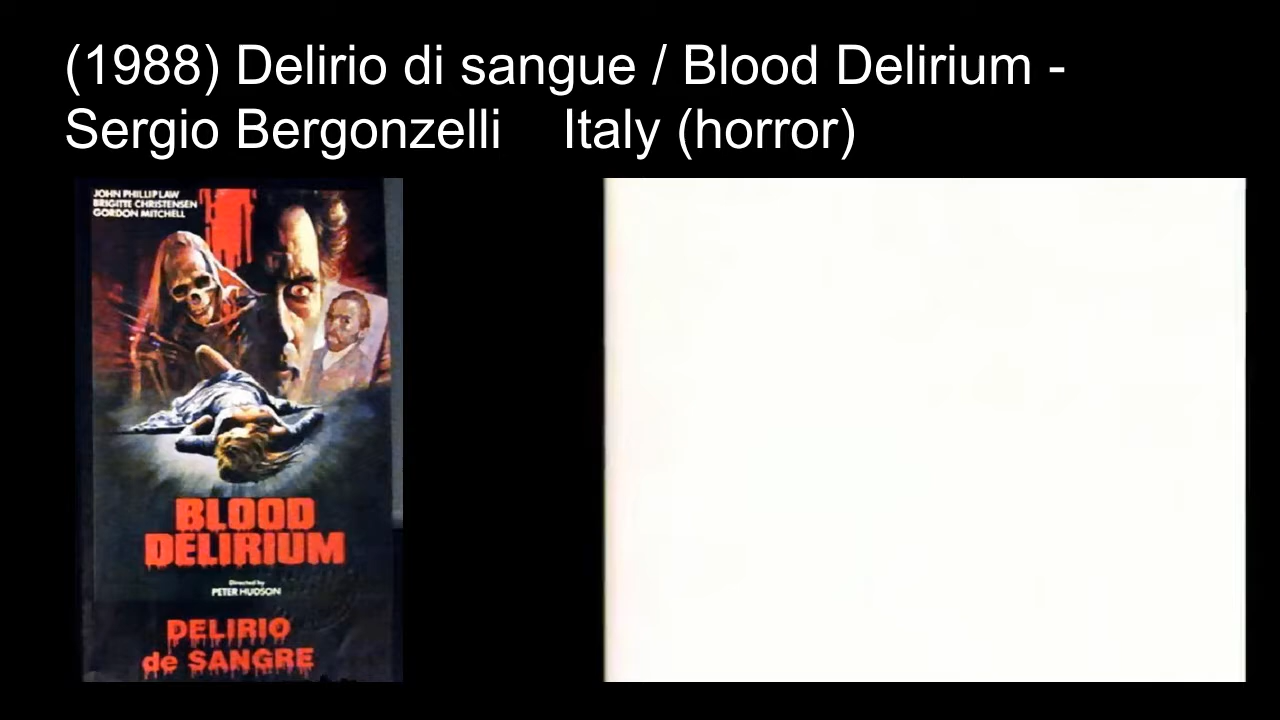 (1988) Delirio di sangue / Blood Delirium -
Sergio Bergonzelli    Italy (horror)
JOHN PHILLIP LAW
BRIGITTE CHRISTENSEN
GORDON MITCHELL
BLOOD
DELIRIUM
Directed by
PETER HUDSON
DELIRIO
de SANGRE